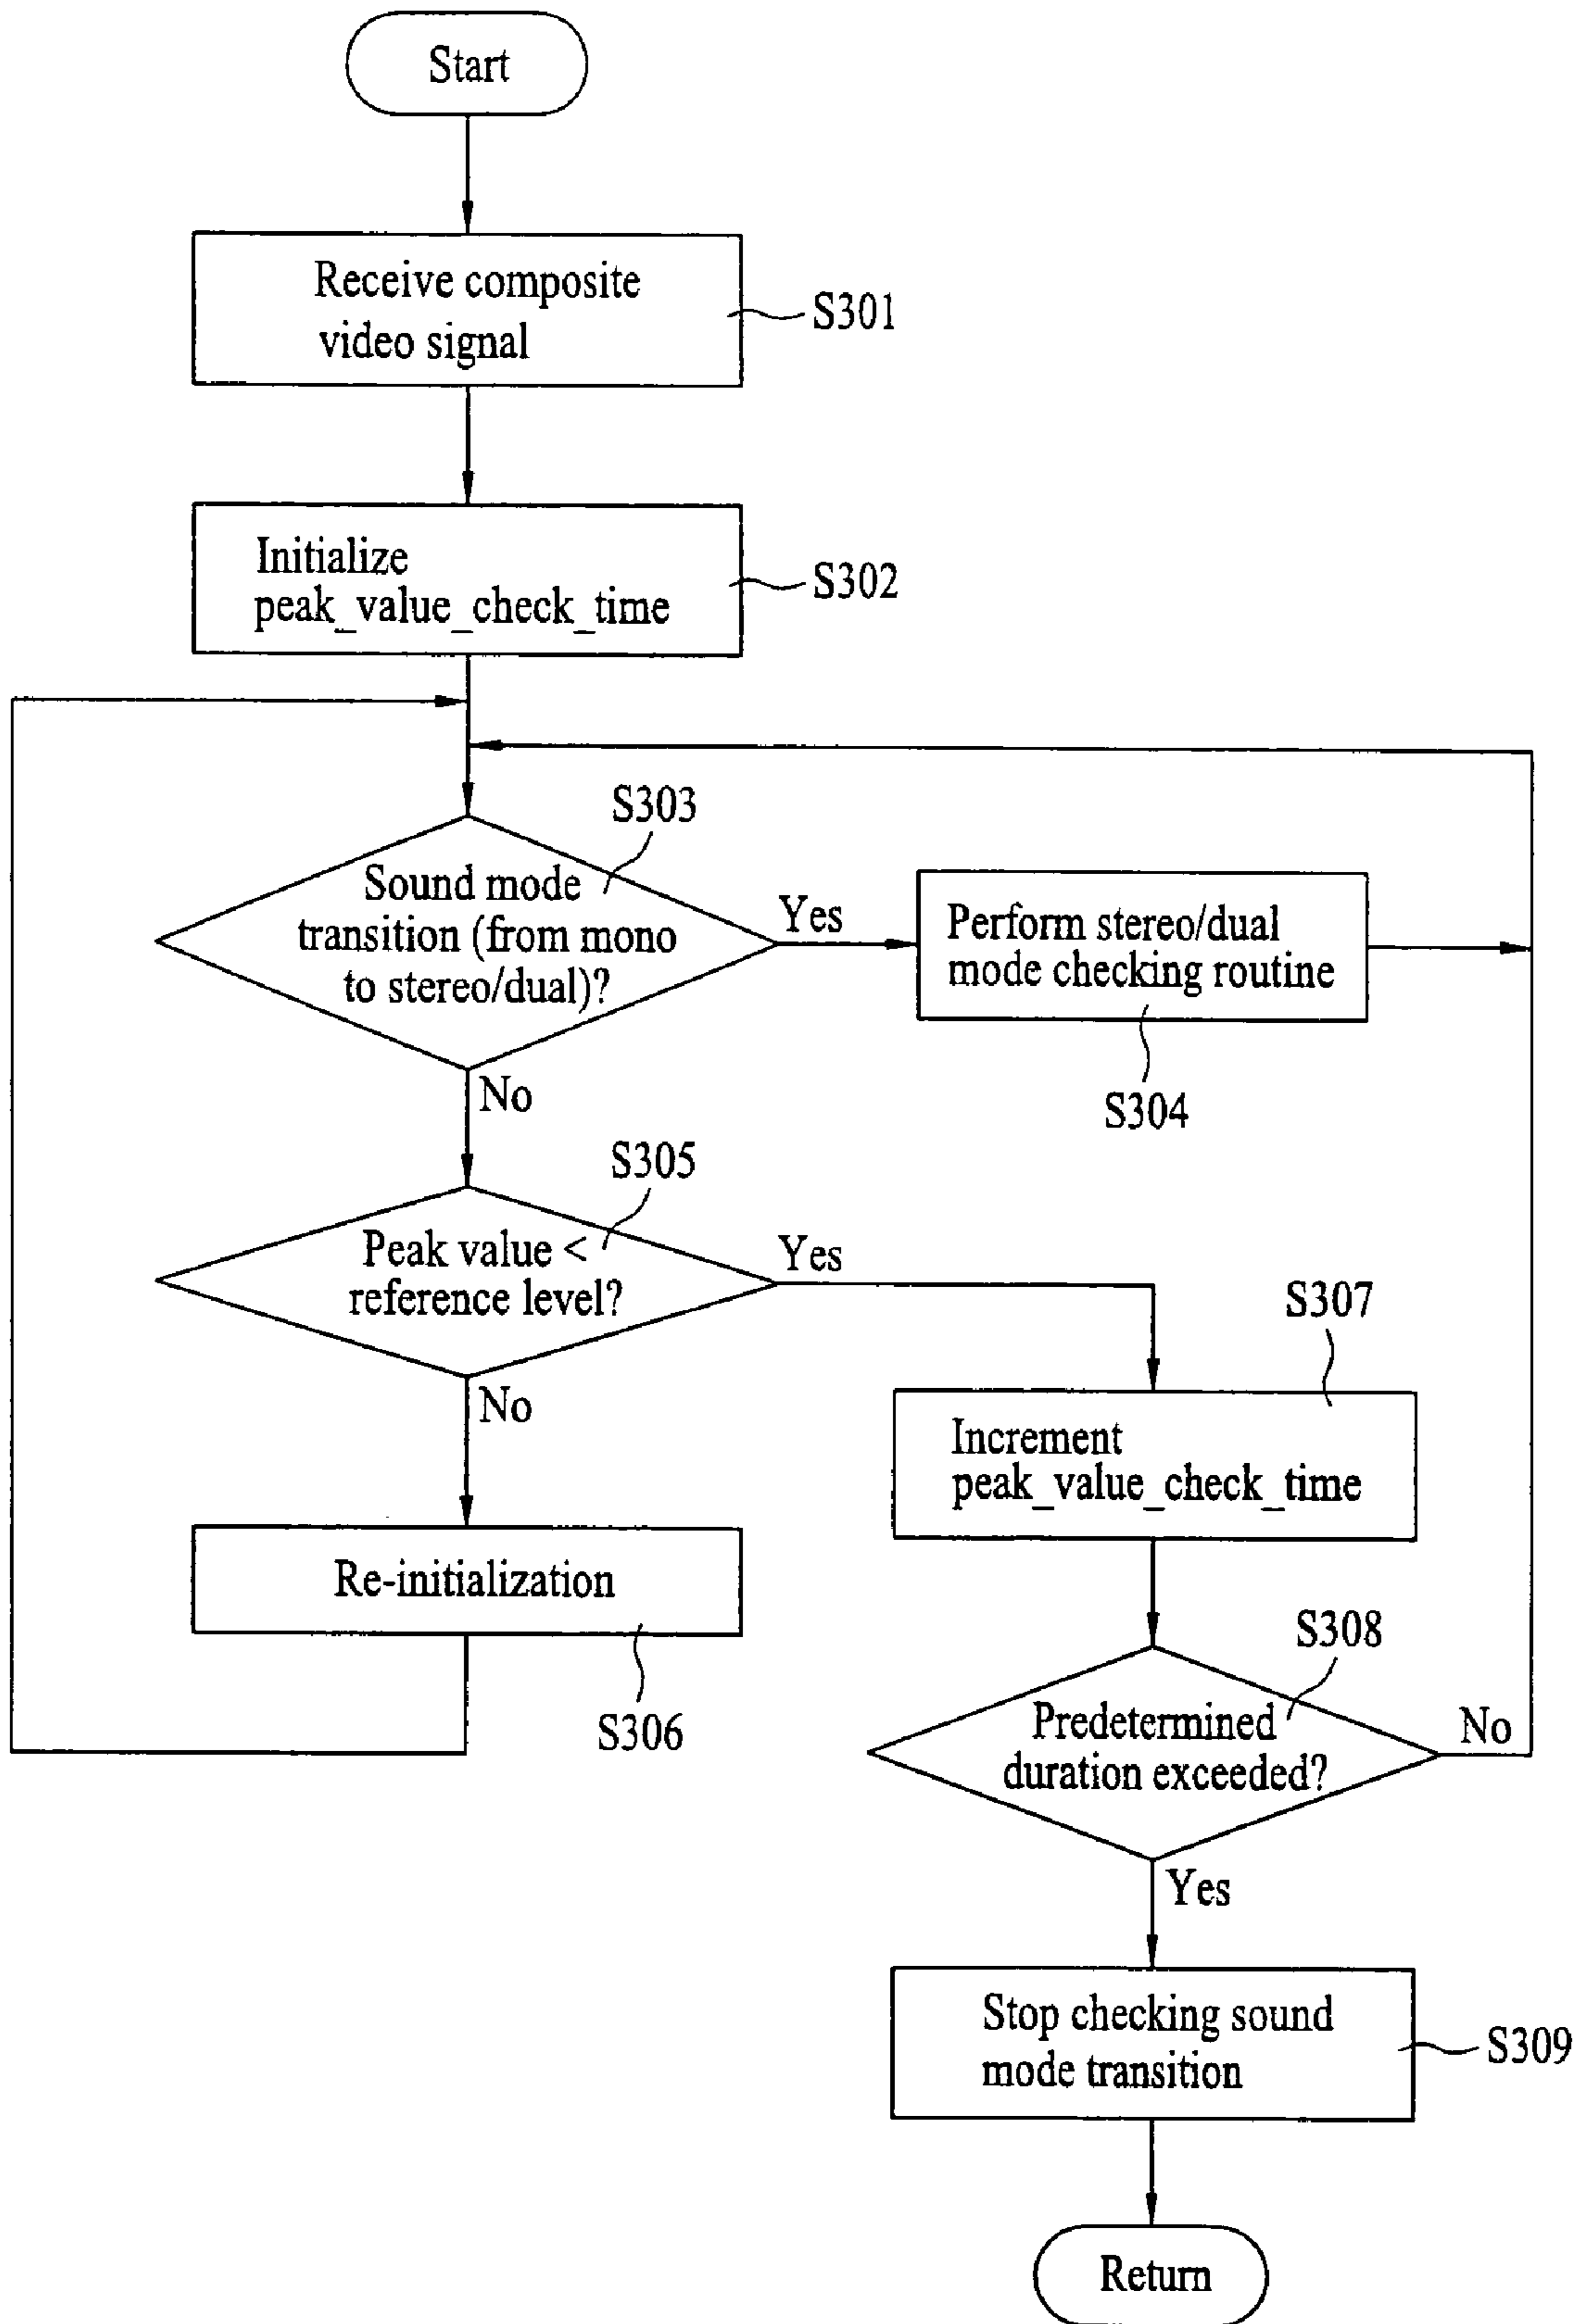 Start
Receive composite
video signal
S301
Initialize
peak_value_check_time
S302
S303
Sound mode
transition (from mono
to stereo/dual)?
Yes
Perform stereo/dual
mode checking routine
S304
No
S305
Peak value <
reference level?
Yes
S307
No
Increment
peak_value_check_time
Re-initialization
S306
S308
Predetermined
duration exceeded?
No
Yes
Stop checking sound
mode transition
S309
Return